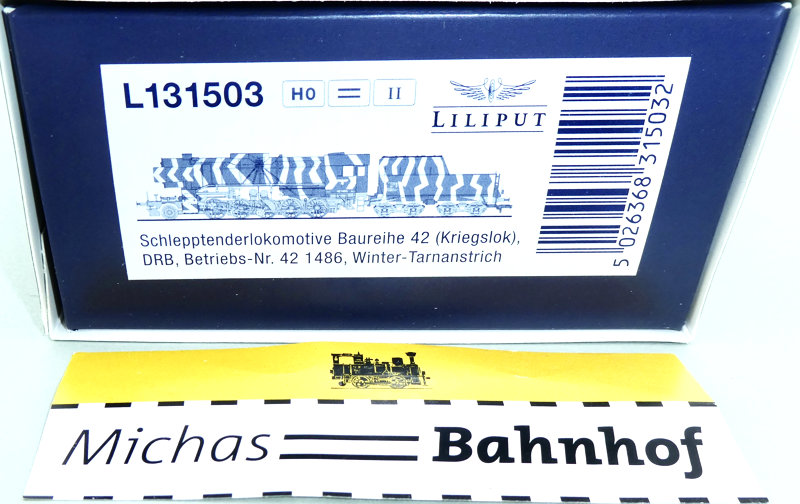 L131503 H0 II
LILIPUT
Schlepptenderlokomotive Baureihe 42 (Kriegslok),
DRB, Betriebs-Nr. 42 1486, Winter-Tarnanstrich
5 026368 315032
Michas Bahnhof